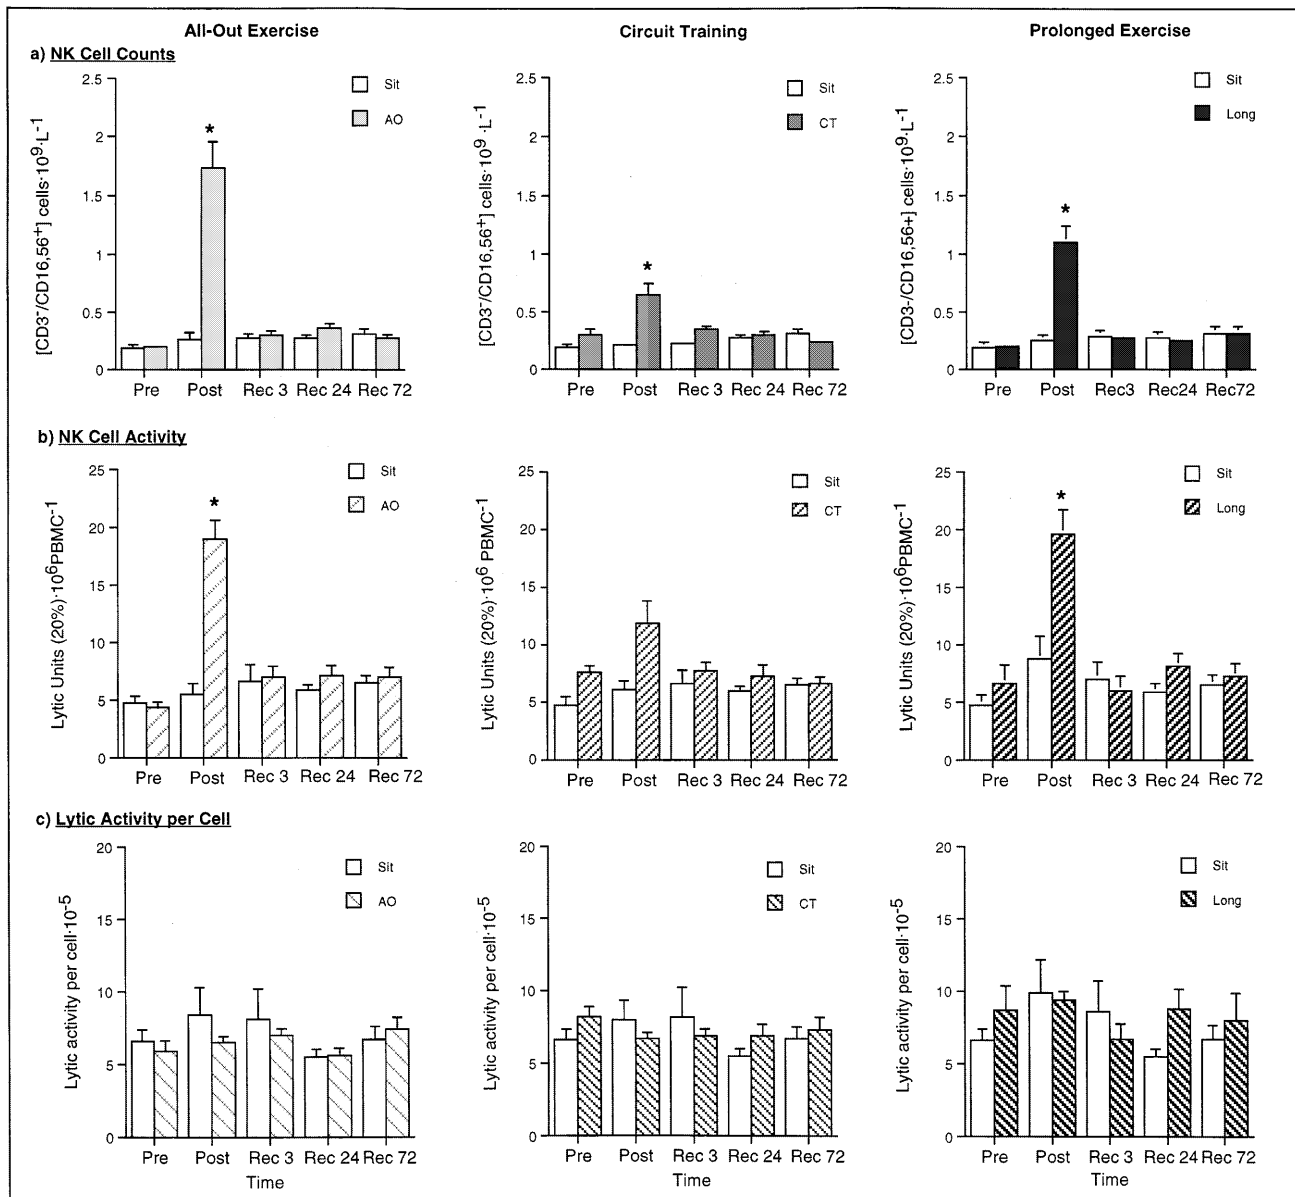 All-Out Exercise
Circuit Training
Prolonged Exercise
a) NK Cell Counts
[CD3-/CD16,56+] cells·10⁹·L⁻¹
2.5
2
1.5
1
0.5
0
Sit
AO
*
Pre
Post
Rec 3
Rec 24
Rec 72
[CD3-/CD16,56+] cells·10⁹·L⁻¹
2.5
2
1.5
1
0.5
0
Sit
CT
*
Pre
Post
Rec 3
Rec 24
Rec 72
[CD3-/CD16,56+] cells·10⁹·L⁻¹
2.5
2
1.5
1
0.5
0
Sit
Long
*
Pre
Post
Rec3
Rec24
Rec72
b) NK Cell Activity
Lytic Units (20%)·10⁶PBMC⁻¹
25
20
15
10
5
0
Sit
AO
*
Pre
Post
Rec 3
Rec 24
Rec 72
Lytic Units (20%)·10⁶ PBMC⁻¹
25
20
15
10
5
0
Sit
CT
Pre
Post
Rec 3
Rec 24
Rec 72
Lytic Units (20%)·10⁶PBMC⁻¹
25
20
15
10
5
0
Sit
Long
*
Pre
Post
Rec 3
Rec 24
Rec 72
c) Lytic Activity per Cell
Lytic activity per cell·10⁻⁵
20
15
10
5
0
Sit
AO
Pre
Post
Rec 3
Rec 24
Rec 72
Time
Lytic activity per cell·10⁻⁵
20
15
10
5
0
Sit
CT
Pre
Post
Rec 3
Rec 24
Rec 72
Time
Lytic activity per cell·10⁻⁵
20
15
10
5
0
Sit
Long
Pre
Post
Rec 3
Rec 24
Rec 72
Time